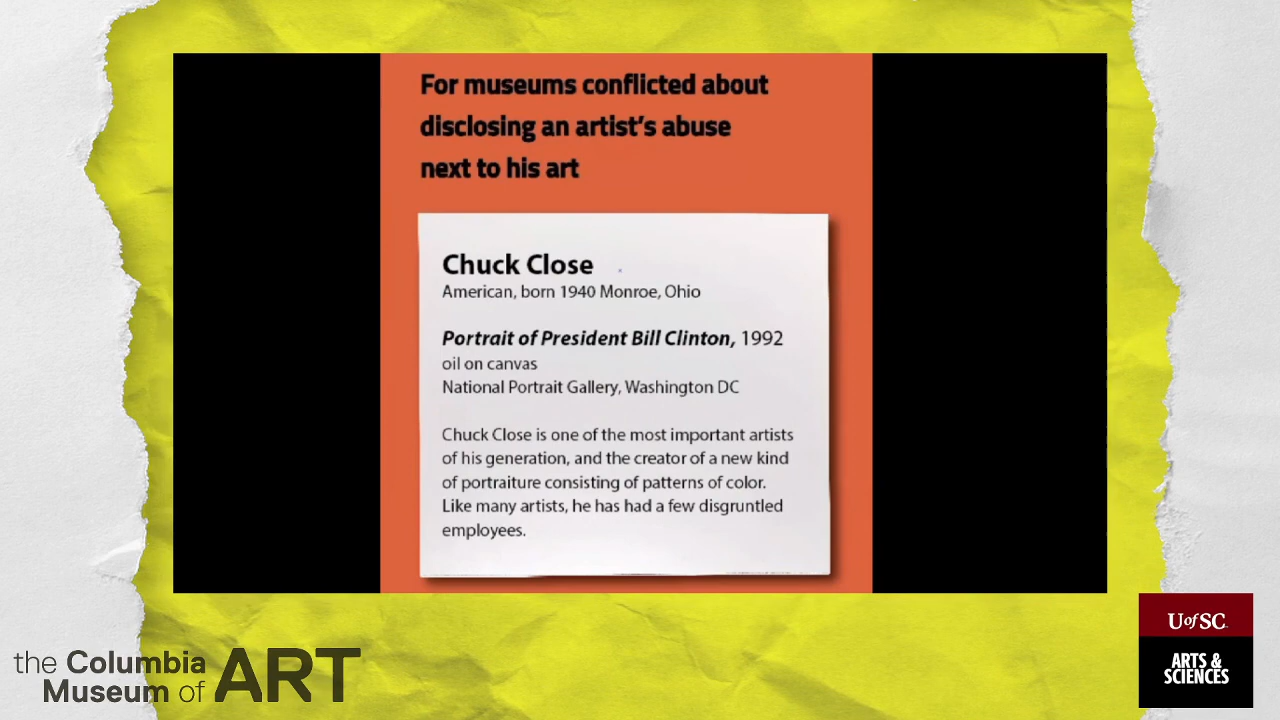 For museums conflicted about
disclosing an artist's abuse
next to his art
Chuck Close
American, born 1940 Monroe, Ohio
Portrait of President Bill Clinton, 1992
oil on canvas
National Portrait Gallery, Washington DC
Chuck Close is one of the most important artists
of his generation, and the creator of a new kind
of portraiture consisting of patterns of color.
Like many artists, he has had a few disgruntled
employees.
the Columbia
Museum of ART
UofSC
ARTS &
SCIENCES